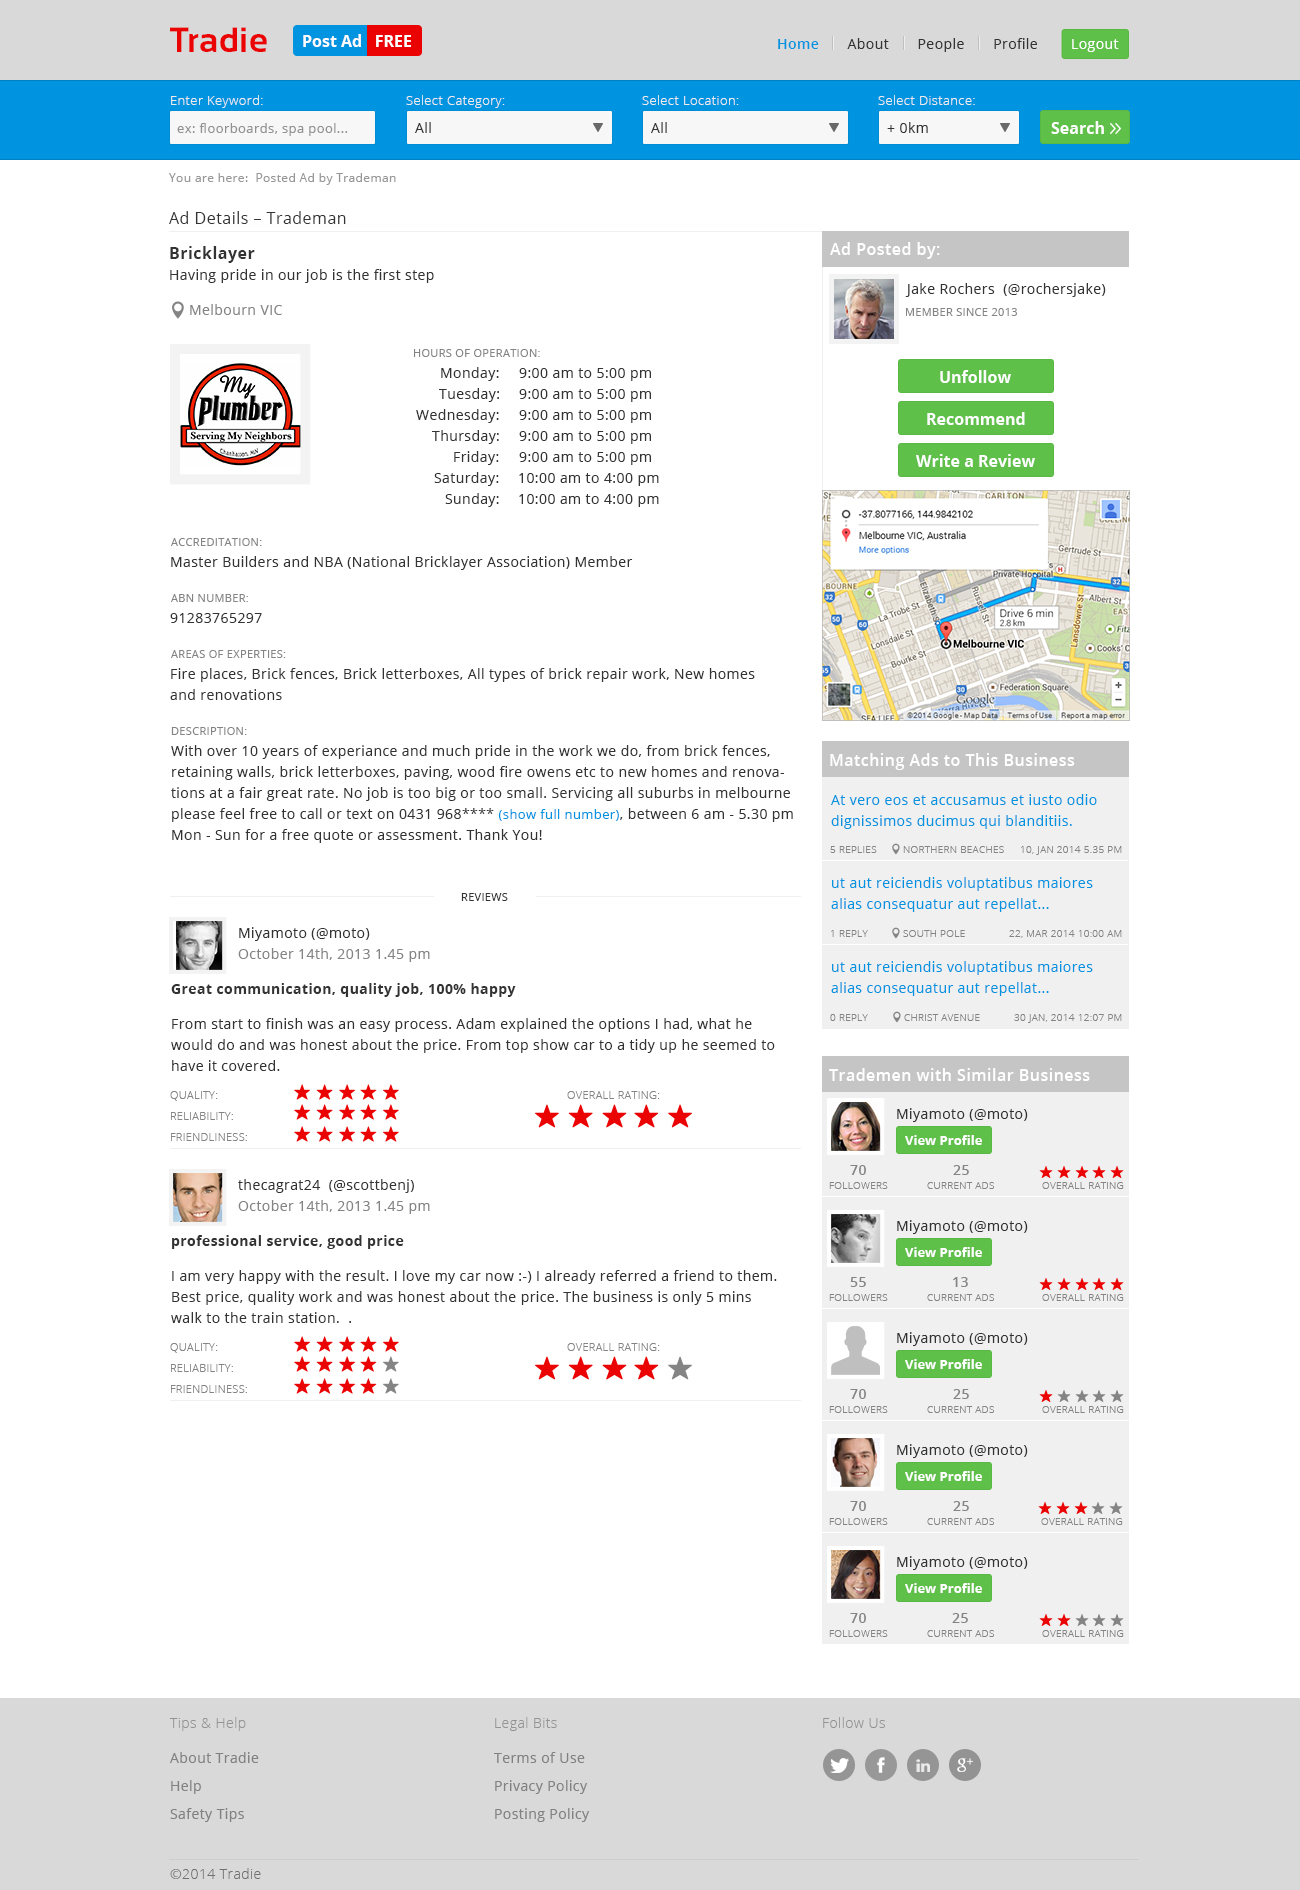 Tradie
Post Ad FREE
Home About People Profile Logout
Enter Keyword: Select Category: Select Location: Select Distance:
ex: floorboards, spa pool... All All + 0km Search
You are here: Posted Ad by Trademan
Ad Details – Trademan
Bricklayer
Having pride in our job is the first step
Melbourn VIC
My
Plumber
Serving My Neighbors
Chanhassen, MN
HOURS OF OPERATION:
Monday: 9:00 am to 5:00 pm
Tuesday: 9:00 am to 5:00 pm
Wednesday: 9:00 am to 5:00 pm
Thursday: 9:00 am to 5:00 pm
Friday: 9:00 am to 5:00 pm
Saturday: 10:00 am to 4:00 pm
Sunday: 10:00 am to 4:00 pm
ACCREDITATION:
Master Builders and NBA (National Bricklayer Association) Member
ABN NUMBER:
91283765297
AREAS OF EXPERTIES:
Fire places, Brick fences, Brick letterboxes, All types of brick repair work, New homes
and renovations
DESCRIPTION:
With over 10 years of experiance and much pride in the work we do, from brick fences,
retaining walls, brick letterboxes, paving, wood fire owens etc to new homes and renova-
tions at a fair great rate. No job is too big or too small. Servicing all suburbs in melbourne
please feel free to call or text on 0431 968**** (show full number), between 6 am - 5.30 pm
Mon - Sun for a free quote or assessment. Thank You!
REVIEWS
Miyamoto (@moto)
October 14th, 2013 1.45 pm
Great communication, quality job, 100% happy
From start to finish was an easy process. Adam explained the options I had, what he
would do and was honest about the price. From top show car to a tidy up he seemed to
have it covered.
QUALITY: OVERALL RATING:
RELIABILITY:
FRIENDLINESS:
thecagrat24 (@scottbenj)
October 14th, 2013 1.45 pm
professional service, good price
I am very happy with the result. I love my car now :-) I already referred a friend to them.
Best price, quality work and was honest about the price. The business is only 5 mins
walk to the train station. .
QUALITY: OVERALL RATING:
RELIABILITY:
FRIENDLINESS:
Ad Posted by:
Jake Rochers (@rochersjake)
MEMBER SINCE 2013
Unfollow
Recommend
Write a Review
CARLTON
-37.8077166, 144.9842102
Melbourne VIC, Australia
More options
Gertrude St
Private Hospital
BOURNE
32
32
32
Albert St
EAST
La Trobe St
Elizabeth St
Russell St
Drive 6 min
2.8 km
50
60
Lonsdale St
Lansdowne St
Fitz
Melbourne VIC
Cooks' C
Bourke St
30
Federation Square
Google
SEA LIFE
©2014 Google - Map Data Terms of Use Report a map error
Matching Ads to This Business
At vero eos et accusamus et iusto odio
dignissimos ducimus qui blanditiis.
5 REPLIES NORTHERN BEACHES 10, JAN 2014 5.35 PM
ut aut reiciendis voluptatibus maiores
alias consequatur aut repellat...
1 REPLY SOUTH POLE 22, MAR 2014 10:00 AM
ut aut reiciendis voluptatibus maiores
alias consequatur aut repellat...
0 REPLY CHRIST AVENUE 30 JAN, 2014 12:07 PM
Trademen with Similar Business
Miyamoto (@moto)
View Profile
70 25
FOLLOWERS CURRENT ADS OVERALL RATING
Miyamoto (@moto)
View Profile
55 13
FOLLOWERS CURRENT ADS OVERALL RATING
Miyamoto (@moto)
View Profile
70 25
FOLLOWERS CURRENT ADS OVERALL RATING
Miyamoto (@moto)
View Profile
70 25
FOLLOWERS CURRENT ADS OVERALL RATING
Miyamoto (@moto)
View Profile
70 25
FOLLOWERS CURRENT ADS OVERALL RATING
Tips & Help Legal Bits Follow Us
About Tradie Terms of Use
Help Privacy Policy
Safety Tips Posting Policy
©2014 Tradie